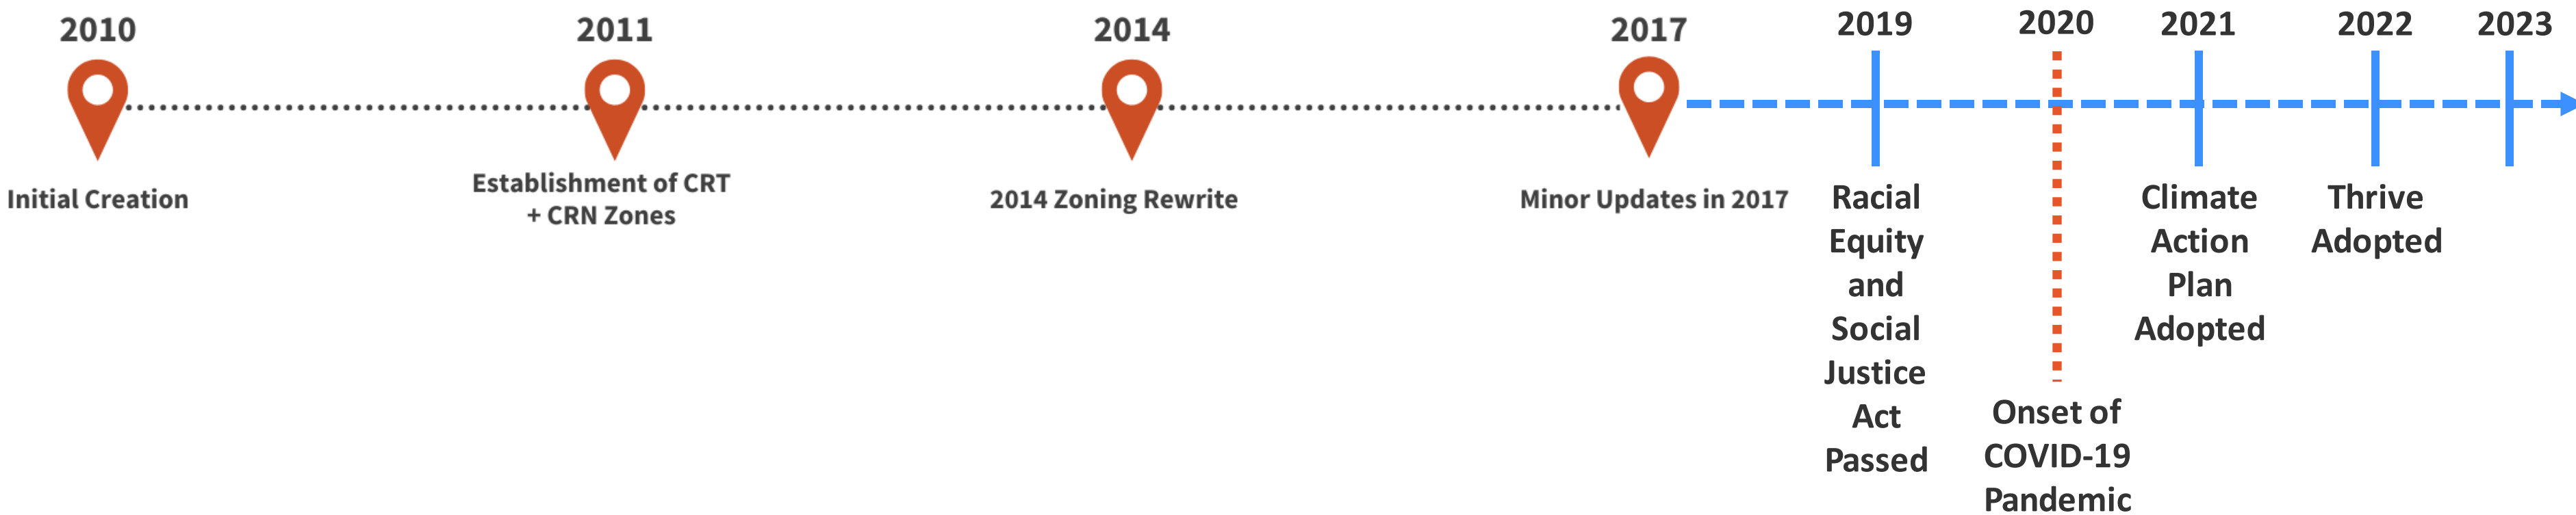 2010
Initial Creation
2011
Establishment of CRT
+ CRN Zones
2014
2014 Zoning Rewrite
2017
Minor Updates in 2017
2019
Racial
Equity
and
Social
Justice
Act
Passed
2020
Onset of
COVID-19
Pandemic
2021
Climate
Action
Plan
Adopted
2022
Thrive
Adopted
2023